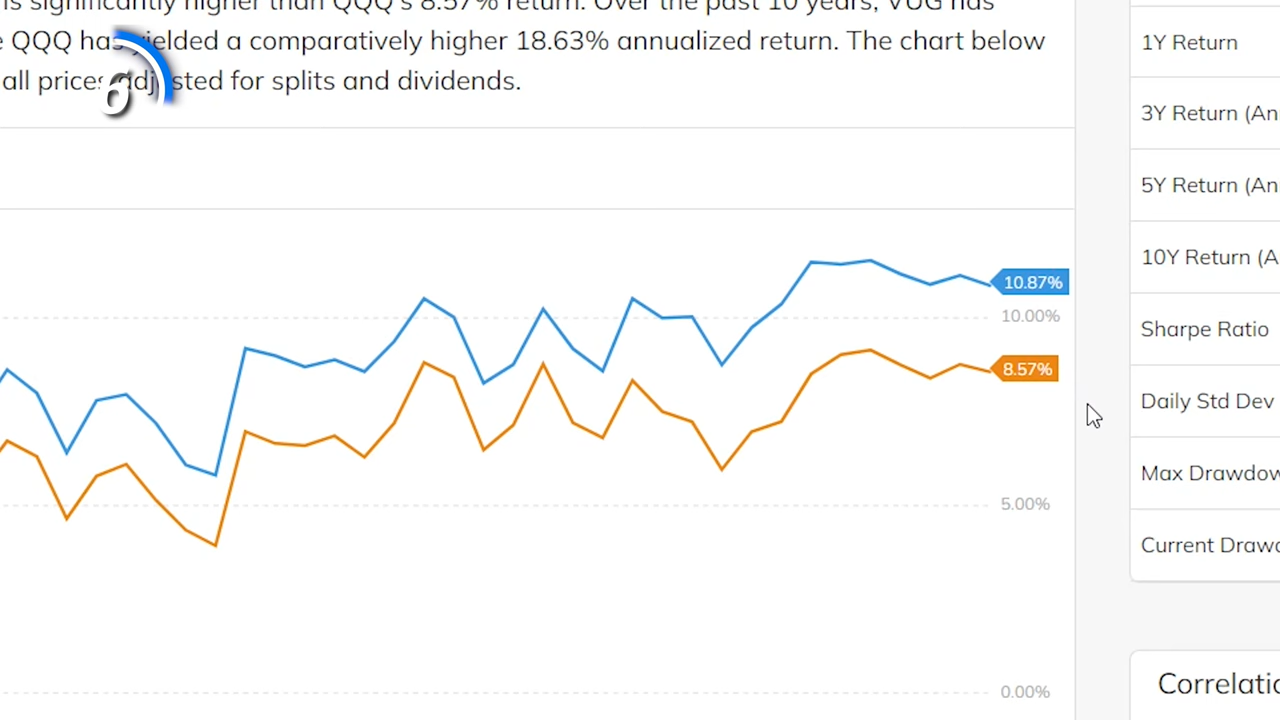 is significantly higher than QQQ's 8.57% return. Over the past 10 years, VUG has
QQQ has yielded a comparatively higher 18.63% annualized return. The chart below
all prices adjusted for splits and dividends.
6
10.87%
10.00%
8.57%
5.00%
0.00%
1Y Return
3Y Return (An
5Y Return (An
10Y Return (A
Sharpe Ratio
Daily Std Dev
Max Drawdow
Current Drawd
Correlatio